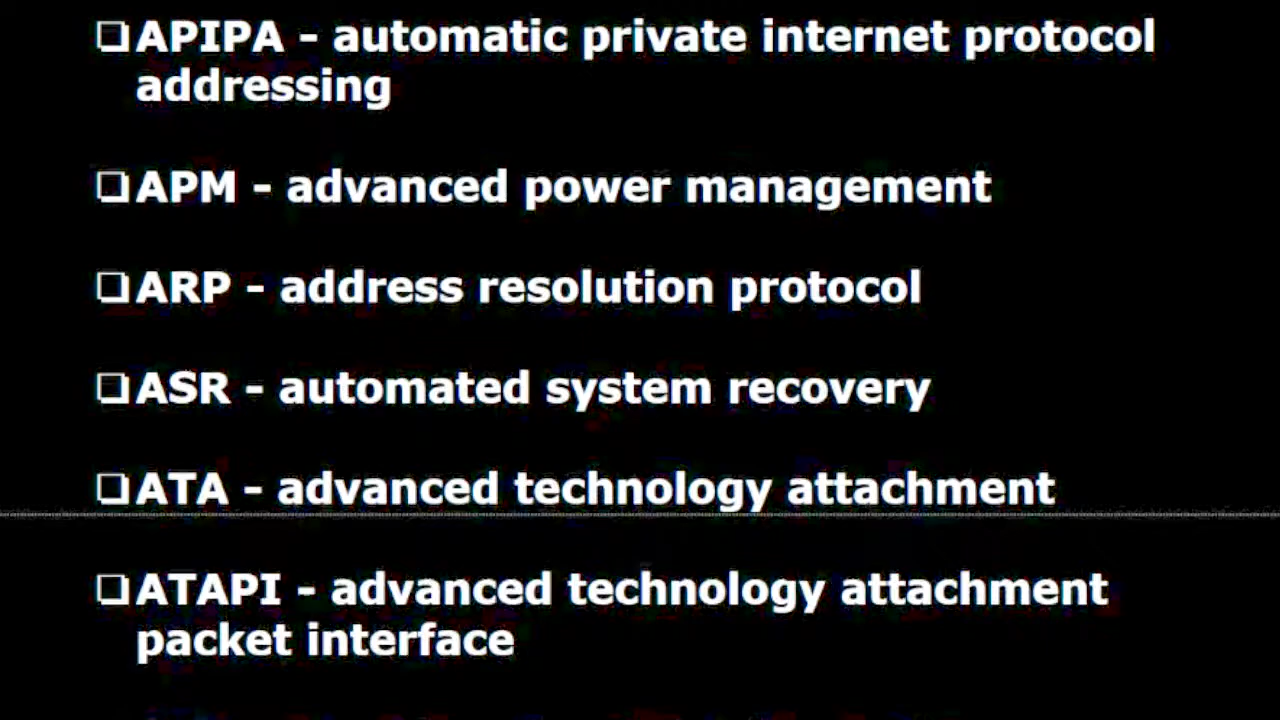 ❑APIPA - automatic private internet protocol
addressing
❑APM - advanced power management
❑ARP - address resolution protocol
❑ASR - automated system recovery
❑ATA - advanced technology attachment
❑ATAPI - advanced technology attachment
packet interface